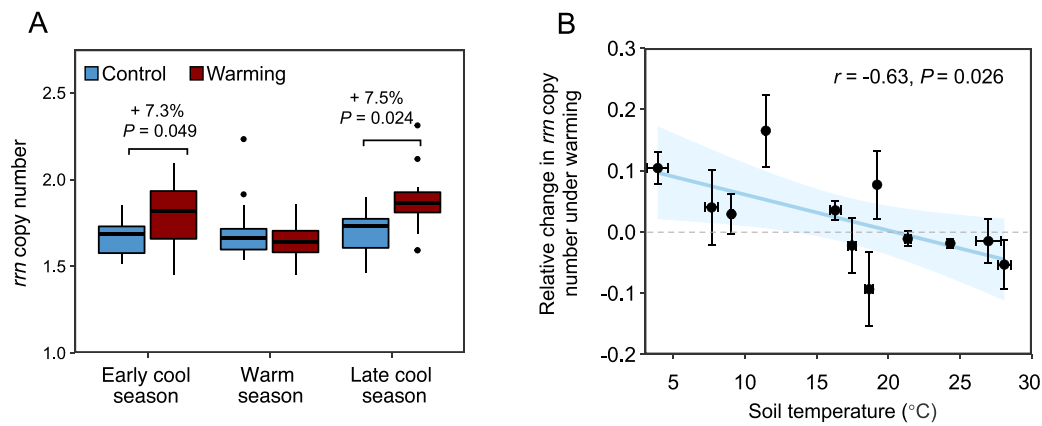 A
Control
Warming
+ 7.3%
P = 0.049
+ 7.5%
P = 0.024
2.5
2.0
1.5
1.0
rrn copy number
Early cool
season
Warm
season
Late cool
season
B
r = -0.63, P = 0.026
0.3
0.2
0.1
0.0
-0.1
-0.2
Relative change in rrn copy
number under warming
5
10
15
20
25
30
Soil temperature (°C)